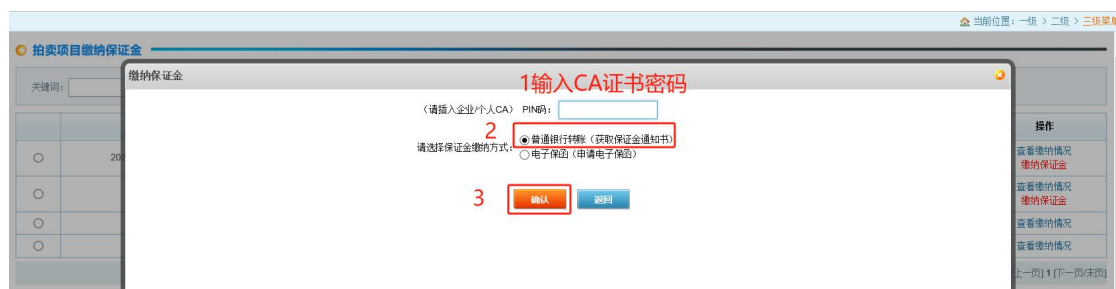 当前位置：一级 > 二级 > 三级菜单
拍卖项目缴纳保证金
关键词：
缴纳保证金
1输入CA证书密码
（请插入企业/个人CA） PIN码：
2
请选择保证金缴纳方式：
普通银行转账（获取保证金通知书）
电子保函（申请电子保函）
3
确认
返回
操作
202
查看缴纳情况
缴纳保证金
查看缴纳情况
缴纳保证金
查看缴纳情况
查看缴纳情况
上一页] 1 [下一页/末页]